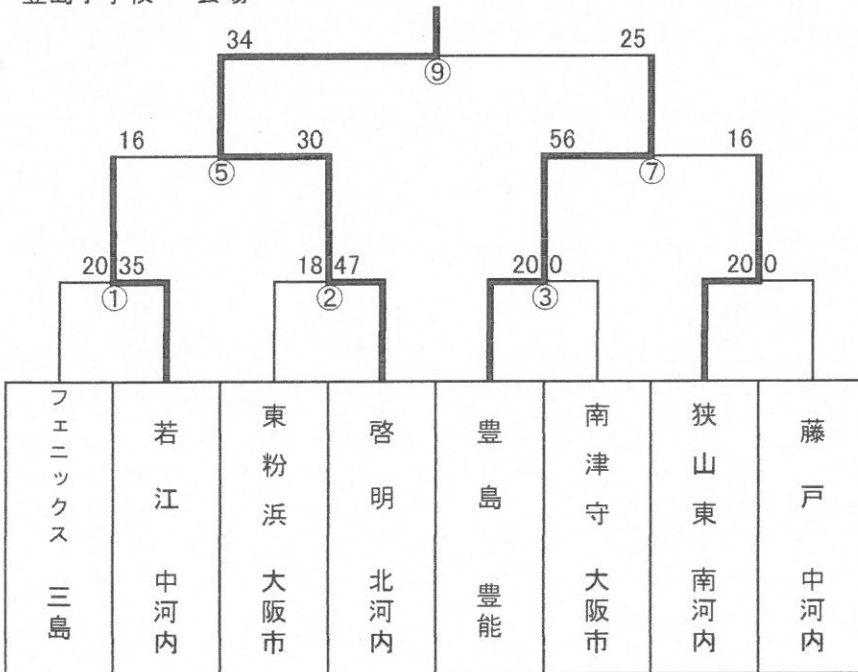 34 25
⑨
16 30 56 16
⑤ ⑦
20 35 18 47 20 0 20 0
① ② ③
フェニックス 三島
若江 中河内
東粉浜 大阪市
啓明 北河内
豊島 豊能
南津守 大阪市
狭山東 南河内
藤戸 中河内